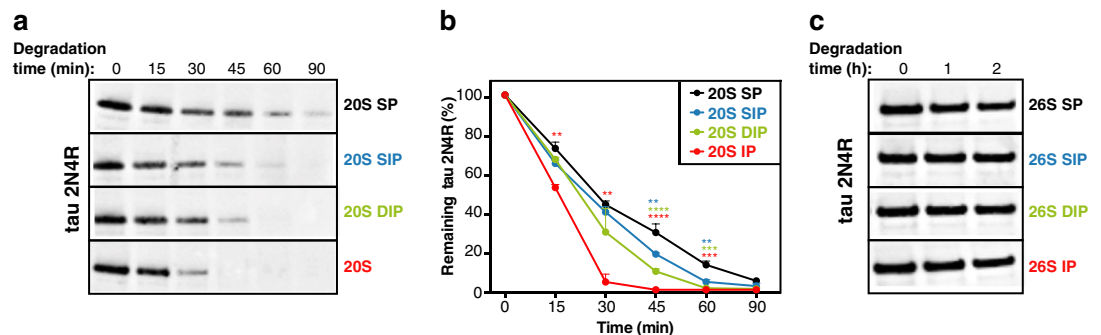 a
Degradation
time (min): 0 15 30 45 60 90
tau 2N4R
20S SP
20S SIP
20S DIP
20S
b
Remaining tau 2N4R (%)
100
80
60
40
20
0
0 15 30 45 60 90
Time (min)
20S SP
20S SIP
20S DIP
20S IP
**
**
**
****
****
**
***
***
c
Degradation
time (h): 0 1 2
tau 2N4R
26S SP
26S SIP
26S DIP
26S IP